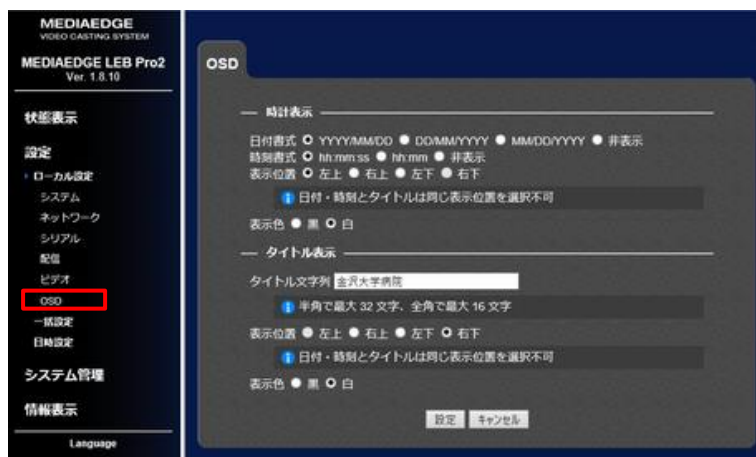 MEDIAEDGE
VIDEO CASTING SYSTEM
MEDIAEDGE LEB Pro2
Ver. 1.8.10
状態表示
設定
ローカル設定
システム
ネットワーク
シリアル
配信
ビデオ
OSD
一括設定
日時設定
システム管理
情報表示
Language
OSD
時計表示
日付書式 YYYY/MM/DD DD/MM/YYYY MM/DD/YYYY 非表示
時刻書式 hh:mm:ss hh:mm 非表示
表示位置 左上 右上 左下 右下
日付・時刻とタイトルは同じ表示位置を選択不可
表示色 黒 白
タイトル表示
タイトル文字列 金沢大学病院
半角で最大 32 文字、全角で最大 16 文字
表示位置 左上 右上 左下 右下
日付・時刻とタイトルは同じ表示位置を選択不可
表示色 黒 白
設定 キャンセル